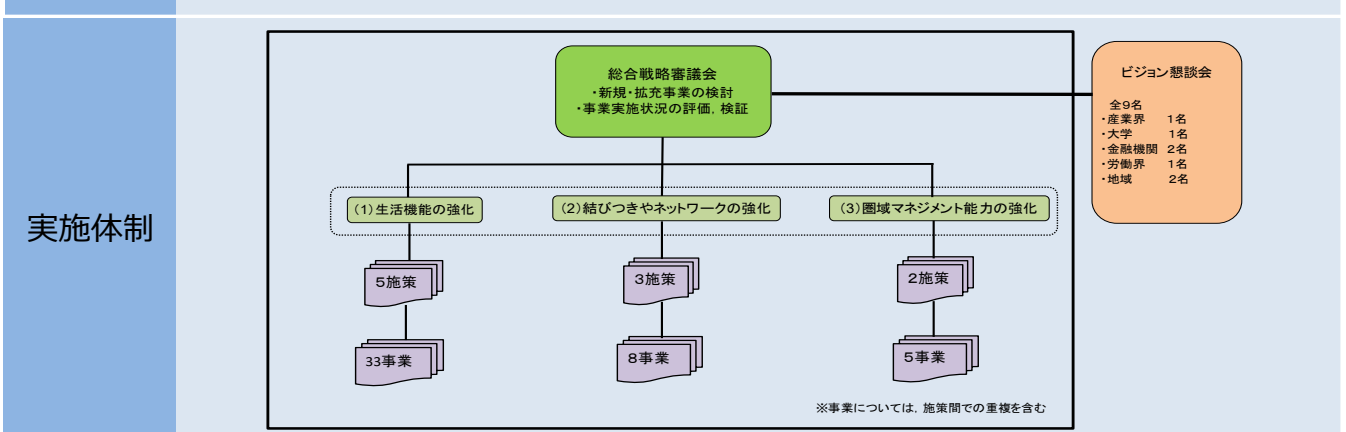 実施体制
総合戦略審議会
・新規・拡充事業の検討
・事業実施状況の評価，検証
ビジョン懇談会
全９名
・産業界　１名
・大学　１名
・金融機関　２名
・労働界　１名
・地域　２名
（１）生活機能の強化
（２）結びつきやネットワークの強化
（３）圏域マネジメント能力の強化
５施策
３施策
２施策
33事業
８事業
５事業
※事業については，施策間での重複を含む